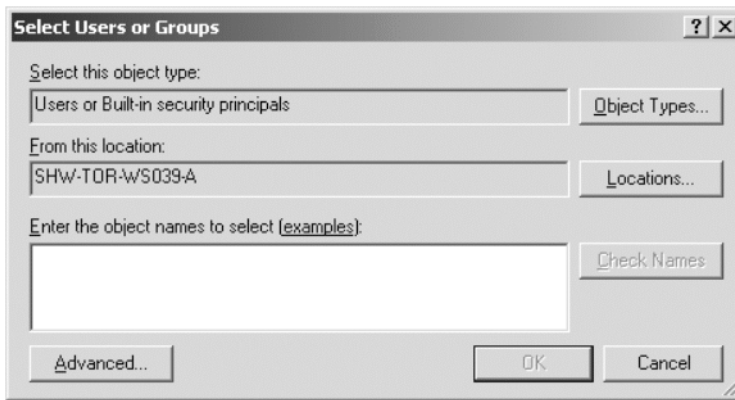 Select Users or Groups
Select this object type:
Users or Built-in security principals
Object Types...
From this location:
SHW-TOR-WS039-A
Locations...
Enter the object names to select (examples):
Check Names
Advanced...
OK
Cancel